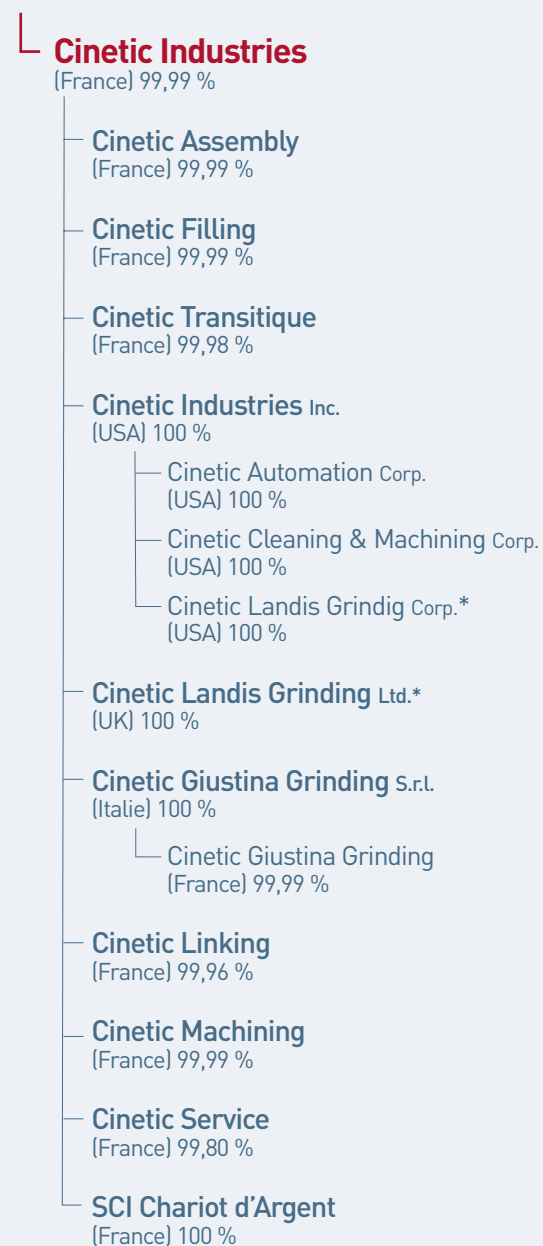 Cinetic Industries
(France) 99,99 %
Cinetic Assembly
(France) 99,99 %
Cinetic Filling
(France) 99,99 %
Cinetic Transitique
(France) 99,98 %
Cinetic Industries Inc.
(USA) 100 %
Cinetic Automation Corp.
(USA) 100 %
Cinetic Cleaning & Machining Corp.
(USA) 100 %
Cinetic Landis Grindig Corp.*
(USA) 100 %
Cinetic Landis Grinding Ltd.*
(UK) 100 %
Cinetic Giustina Grinding S.r.l.
(Italie) 100 %
Cinetic Giustina Grinding
(France) 99,99 %
Cinetic Linking
(France) 99,96 %
Cinetic Machining
(France) 99,99 %
Cinetic Service
(France) 99,80 %
SCI Chariot d’Argent
(France) 100 %